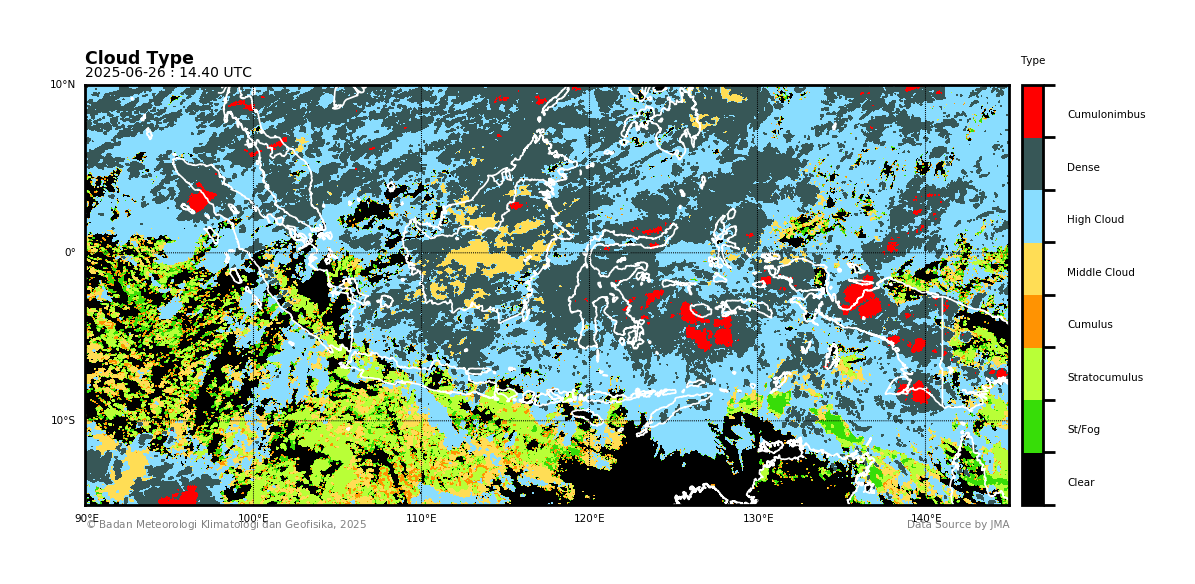 Cloud Type
2025-06-26 : 14.40 UTC
Type
10°N
0°
10°S
90°E
100°E
110°E
120°E
130°E
140°E
Cumulonimbus
Dense
High Cloud
Middle Cloud
Cumulus
Stratocumulus
St/Fog
Clear
© Badan Meteorologi Klimatologi dan Geofisika, 2025
Data Source by JMA